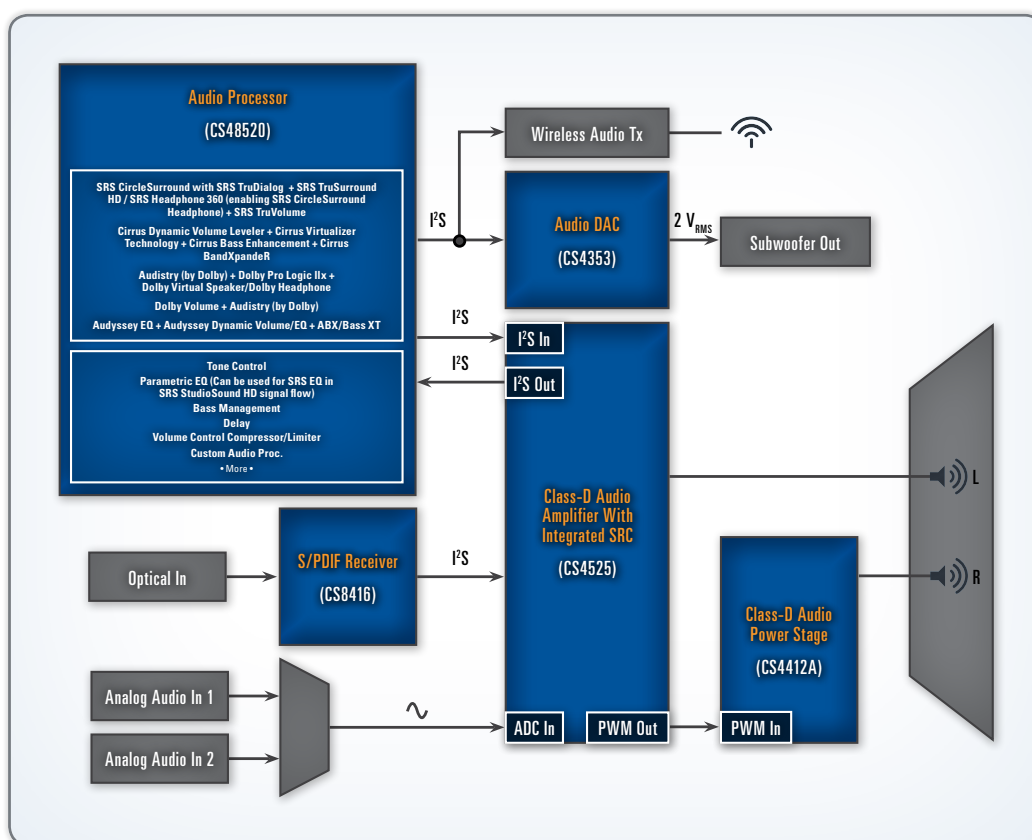 Audio Processor
(CS48520)
SRS CircleSurround with SRS TruDialog + SRS TruSurround
HD / SRS Headphone 360 (enabling SRS CircleSurround
Headphone) + SRS TruVolume
Cirrus Dynamic Volume Leveler + Cirrus Virtualizer
Technology + Cirrus Bass Enhancement + Cirrus
BandXpandeR
Audistry (by Dolby) + Dolby Pro Logic IIx +
Dolby Virtual Speaker/Dolby Headphone
Dolby Volume + Audistry (by Dolby)
Audyssey EQ + Audyssey Dynamic Volume/EQ + ABX/Bass XT
Tone Control
Parametric EQ (Can be used for SRS EQ in
SRS StudioSound HD signal flow)
Bass Management
Delay
Volume Control Compressor/Limiter
Custom Audio Proc.
• More •
I²S
Wireless Audio Tx
Audio DAC
(CS4353)
2 VRMS
Subwoofer Out
I²S
I²S In
I²S
I²S Out
Class-D Audio
Amplifier With
Integrated SRC
(CS4525)
L
Optical In
S/PDIF Receiver
(CS8416)
I²S
R
Class-D Audio
Power Stage
(CS4412A)
Analog Audio In 1
Analog Audio In 2
ADC In
PWM Out
PWM In